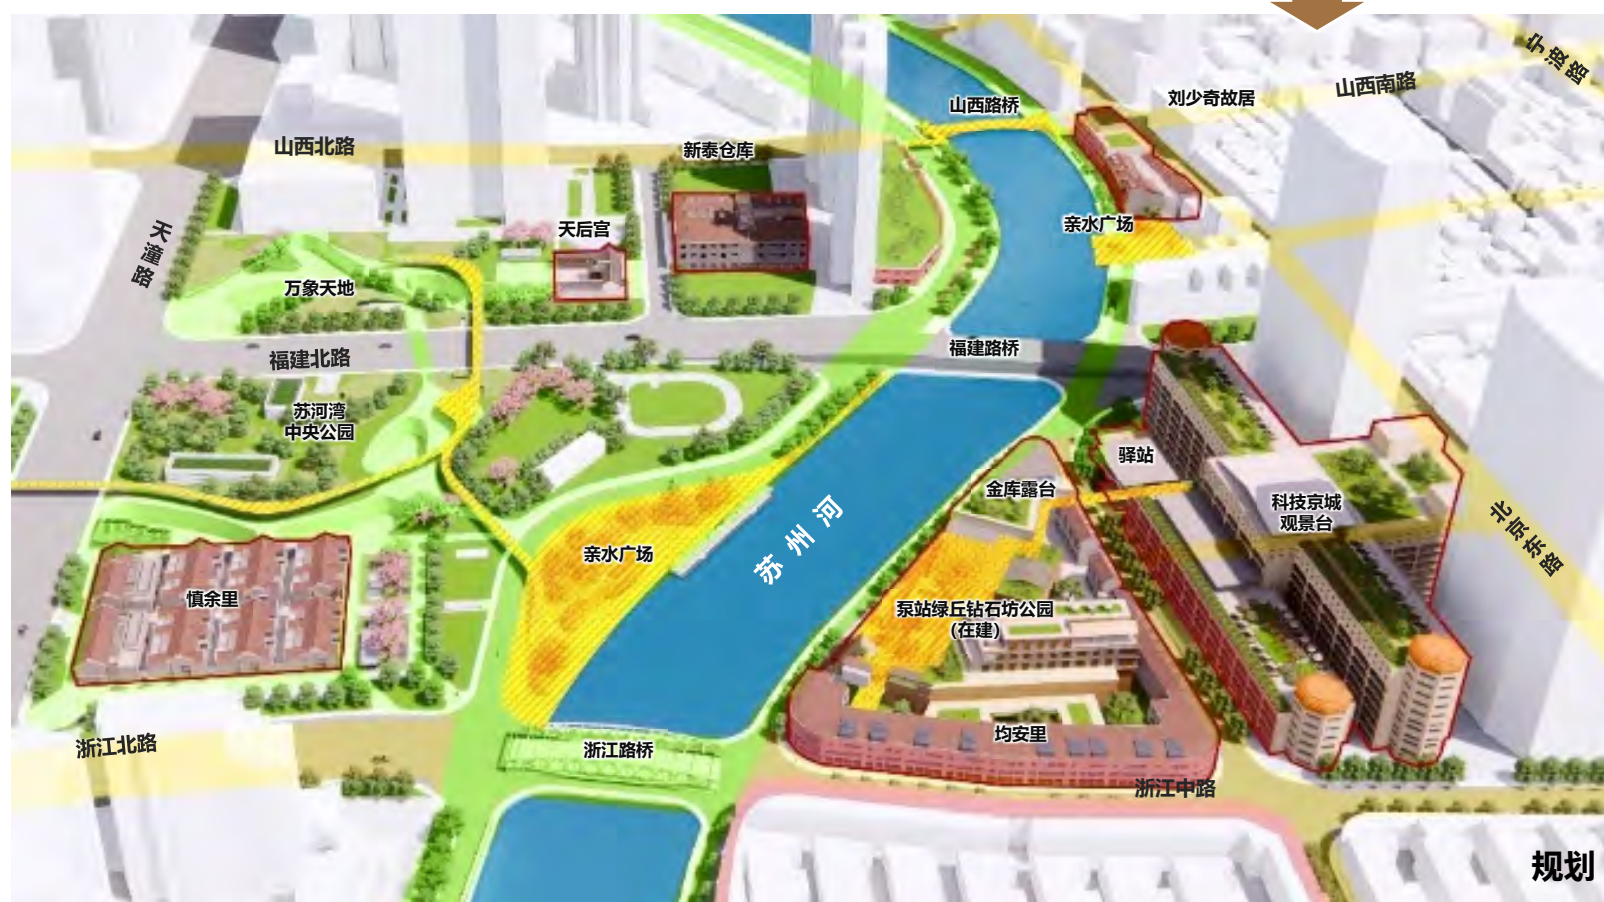 宁波路
山西南路
刘少奇故居
山西路桥
山西北路
新泰仓库
天后宫
亲水广场
天潼路
万象天地
福建北路
福建路桥
苏河湾
中央公园
驿站
金库露台
科技京城
观景台
北京东路
苏州河
亲水广场
慎余里
泵站绿丘钻石坊公园
(在建)
均安里
浙江北路
浙江路桥
浙江中路
规划